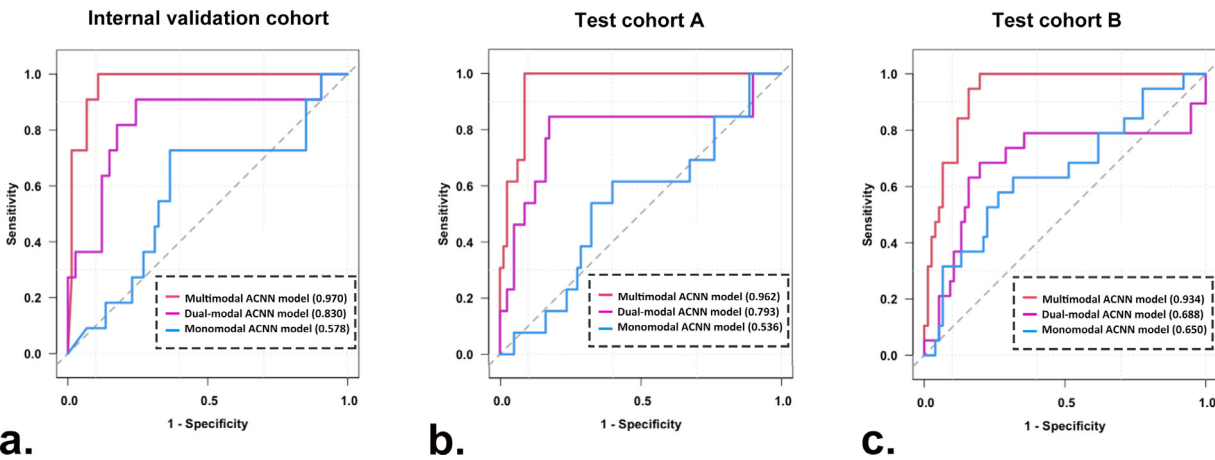 Internal validation cohort
1.0
0.8
0.6
0.4
0.2
0.0
Sensitivity
Multimodal ACNN model (0.970)
Dual-modal ACNN model (0.830)
Monomodal ACNN model (0.578)
0.0 0.5 1.0
1 - Specificity
a.
Test cohort A
1.0
0.8
0.6
0.4
0.2
0.0
Sensitivity
Multimodal ACNN model (0.962)
Dual-modal ACNN model (0.793)
Monomodal ACNN model (0.536)
0.0 0.5 1.0
1 - Specificity
b.
Test cohort B
1.0
0.8
0.6
0.4
0.2
0.0
Sensitivity
Multimodal ACNN model (0.934)
Dual-modal ACNN model (0.688)
Monomodal ACNN model (0.650)
0.0 0.5 1.0
1 - Specificity
c.